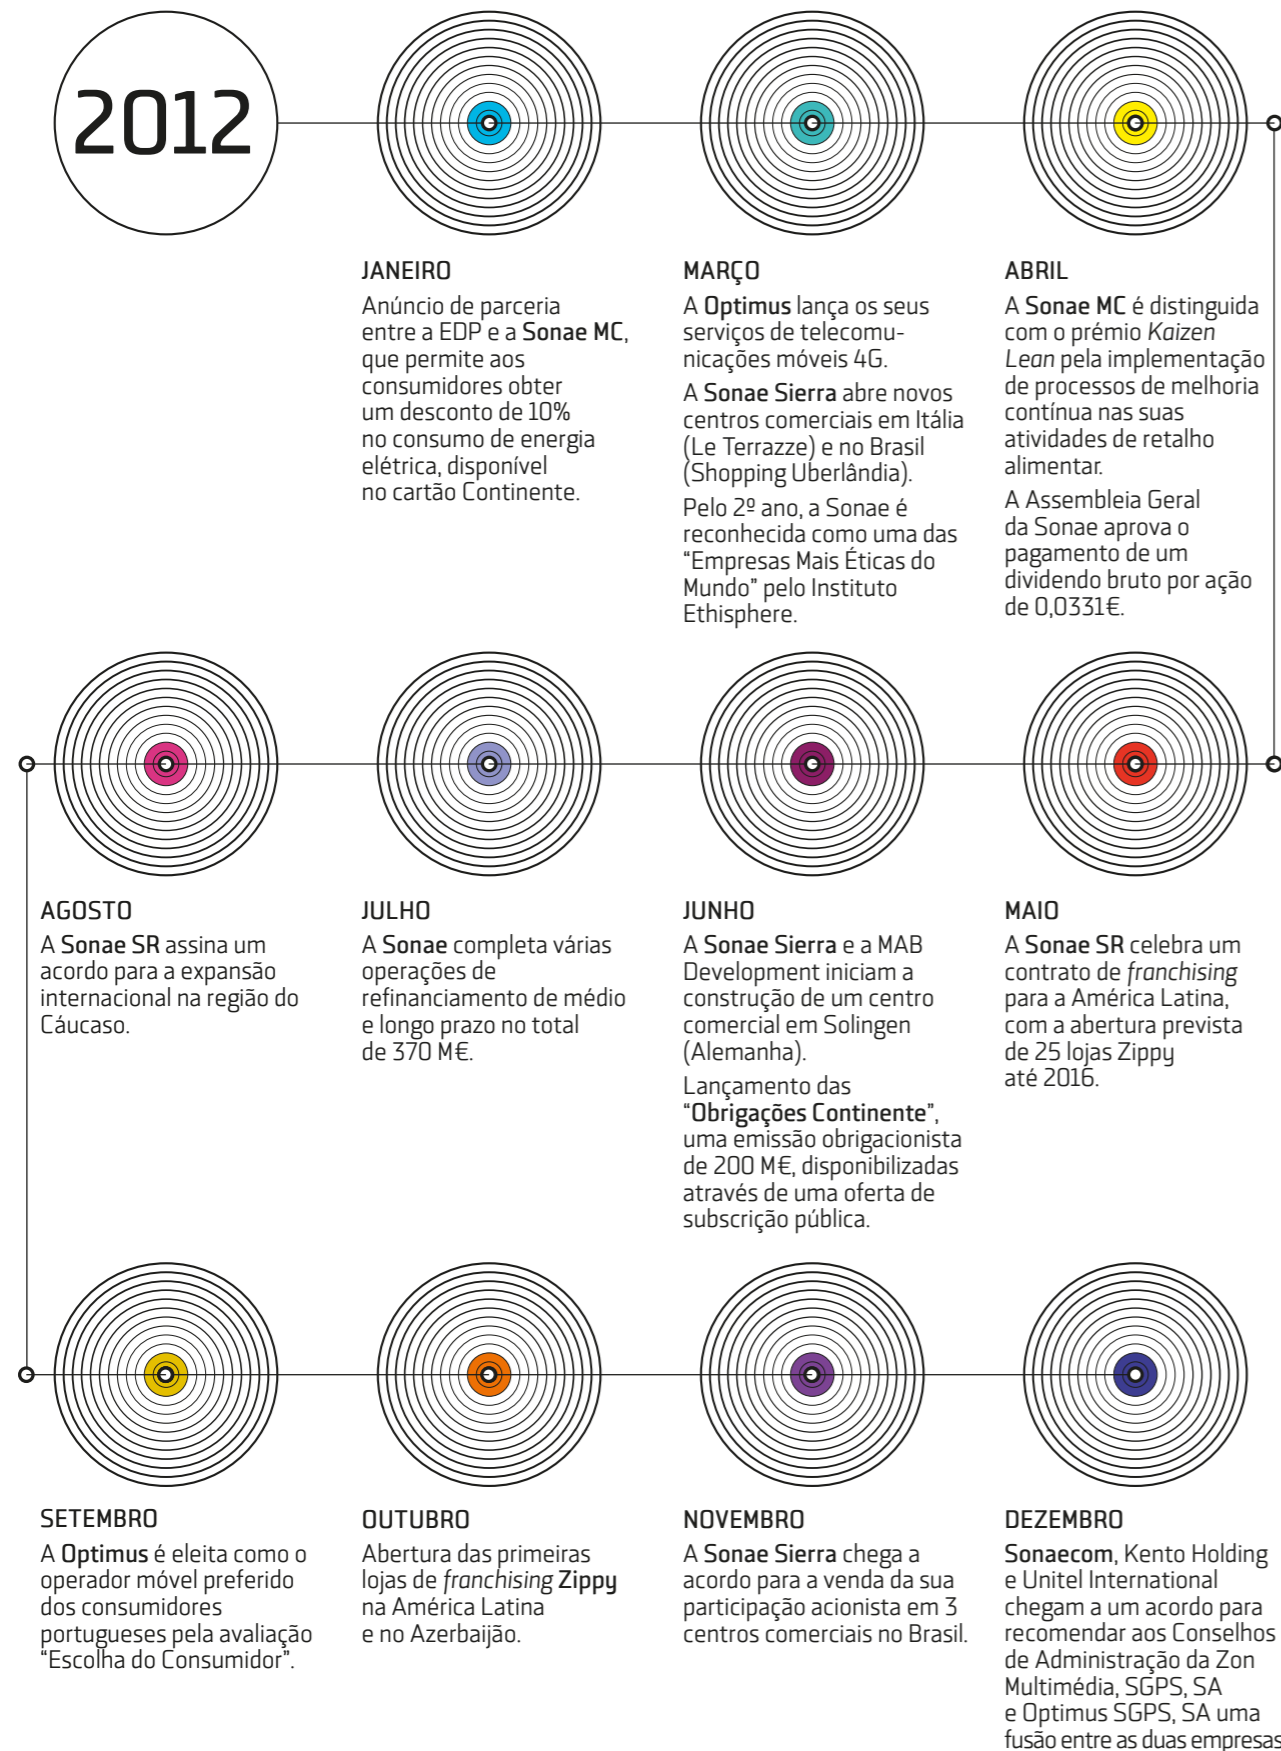 2012
JANEIRO
Anúncio de parceria
entre a EDP e a Sonae MC,
que permite aos
consumidores obter
um desconto de 10%
no consumo de energia
elétrica, disponível
no cartão Continente.
MARÇO
A Optimus lança os seus
serviços de telecomu-
nicações móveis 4G.
A Sonae Sierra abre novos
centros comerciais em Itália
(Le Terrazze) e no Brasil
(Shopping Uberlândia).
Pelo 2º ano, a Sonae é
reconhecida como uma das
“Empresas Mais Éticas do
Mundo” pelo Instituto
Ethisphere.
ABRIL
A Sonae MC é distinguida
com o prémio Kaizen
Lean pela implementação
de processos de melhoria
contínua nas suas
atividades de retalho
alimentar.
A Assembleia Geral
da Sonae aprova o
pagamento de um
dividendo bruto por ação
de 0,0331€.
AGOSTO
A Sonae SR assina um
acordo para a expansão
internacional na região do
Cáucaso.
JULHO
A Sonae completa várias
operações de
refinanciamento de médio
e longo prazo no total
de 370 M€.
JUNHO
A Sonae Sierra e a MAB
Development iniciam a
construção de um centro
comercial em Solingen
(Alemanha).
Lançamento das
“Obrigações Continente”,
uma emissão obrigacionista
de 200 M€, disponibilizadas
através de uma oferta de
subscrição pública.
MAIO
A Sonae SR celebra um
contrato de franchising
para a América Latina,
com a abertura prevista
de 25 lojas Zippy
até 2016.
SETEMBRO
A Optimus é eleita como o
operador móvel preferido
dos consumidores
portugueses pela avaliação
“Escolha do Consumidor”.
OUTUBRO
Abertura das primeiras
lojas de franchising Zippy
na América Latina
e no Azerbaijão.
NOVEMBRO
A Sonae Sierra chega a
acordo para a venda da sua
participação acionista em 3
centros comerciais no Brasil.
DEZEMBRO
Sonaecom, Kento Holding
e Unitel International
chegam a um acordo para
recomendar aos Conselhos
de Administração da Zon
Multimédia, SGPS, SA
e Optimus SGPS, SA uma
fusão entre as duas empresas